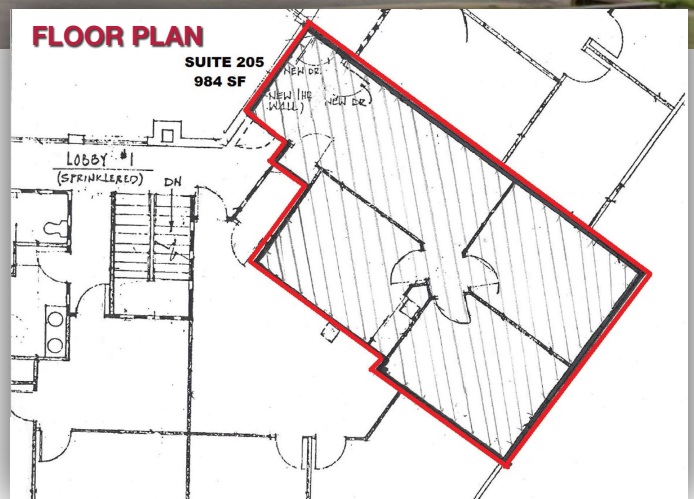 FLOOR PLAN
SUITE 205
984 SF
NEW DR.
NEW 1HR
WALL)
NEW DR
LOBBY #1
(SPRINKLERED)
DN